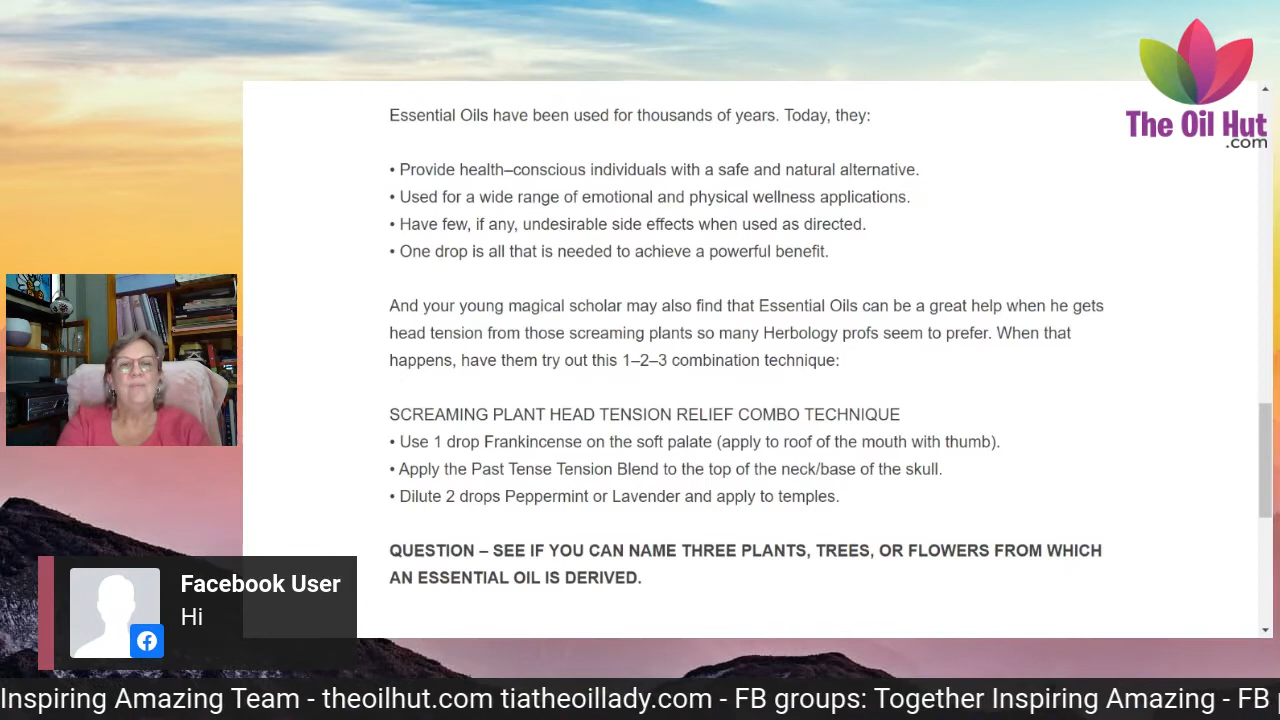 The Oil Hut
.com
Essential Oils have been used for thousands of years. Today, they:
• Provide health–conscious individuals with a safe and natural alternative.
• Used for a wide range of emotional and physical wellness applications.
• Have few, if any, undesirable side effects when used as directed.
• One drop is all that is needed to achieve a powerful benefit.
And your young magical scholar may also find that Essential Oils can be a great help when he gets
head tension from those screaming plants so many Herbology profs seem to prefer. When that
happens, have them try out this 1–2–3 combination technique:
SCREAMING PLANT HEAD TENSION RELIEF COMBO TECHNIQUE
• Use 1 drop Frankincense on the soft palate (apply to roof of the mouth with thumb).
• Apply the Past Tense Tension Blend to the top of the neck/base of the skull.
• Dilute 2 drops Peppermint or Lavender and apply to temples.
QUESTION – SEE IF YOU CAN NAME THREE PLANTS, TREES, OR FLOWERS FROM WHICH
AN ESSENTIAL OIL IS DERIVED.
Facebook User
Hi
Inspiring Amazing Team - theoilhut.com tiatheoillady.com - FB groups: Together Inspiring Amazing - FB